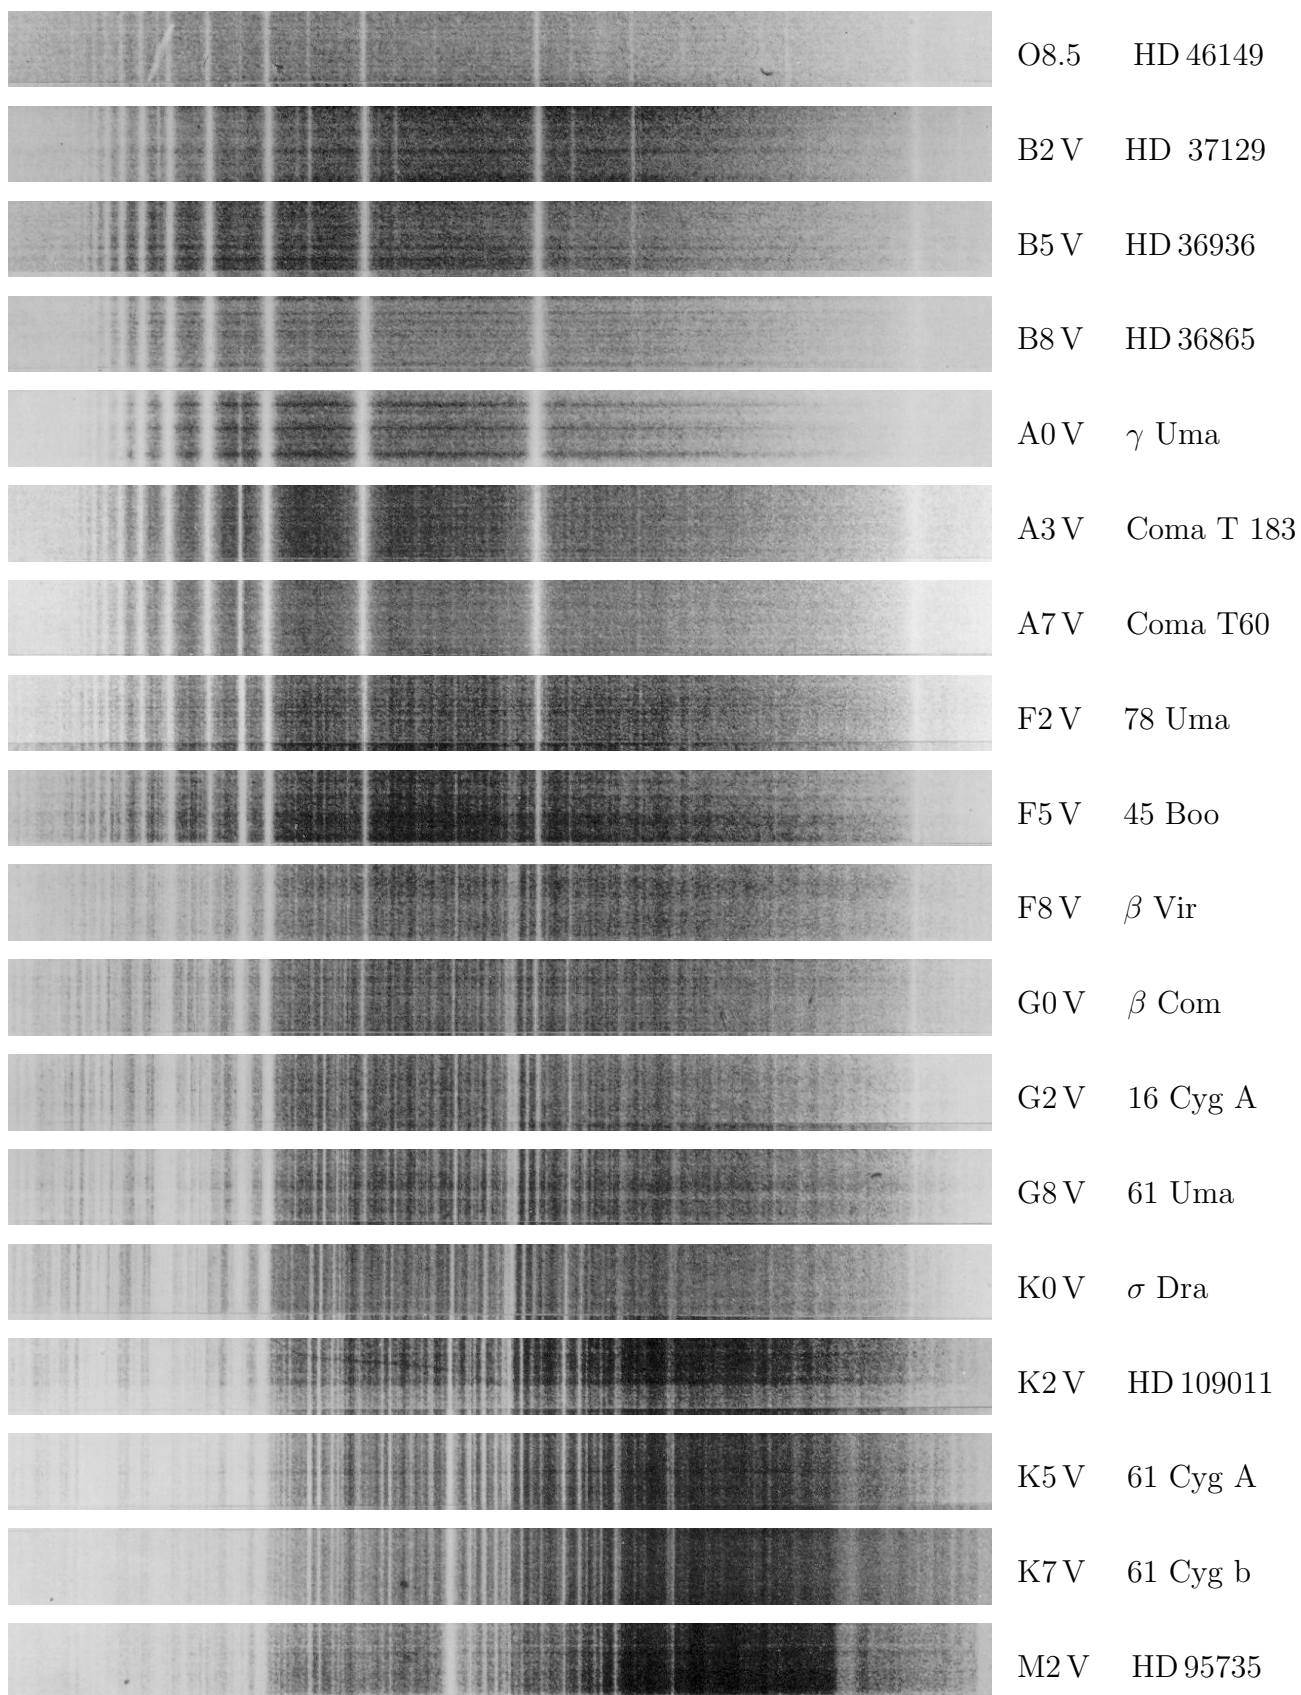 O8.5 HD 46149
B2 V HD 37129
B5 V HD 36936
B8 V HD 36865
A0 V γ Uma
A3 V Coma T 183
A7 V Coma T60
F2 V 78 Uma
F5 V 45 Boo
F8 V β Vir
G0 V β Com
G2 V 16 Cyg A
G8 V 61 Uma
K0 V σ Dra
K2 V HD 109011
K5 V 61 Cyg A
K7 V 61 Cyg b
M2 V HD 95735